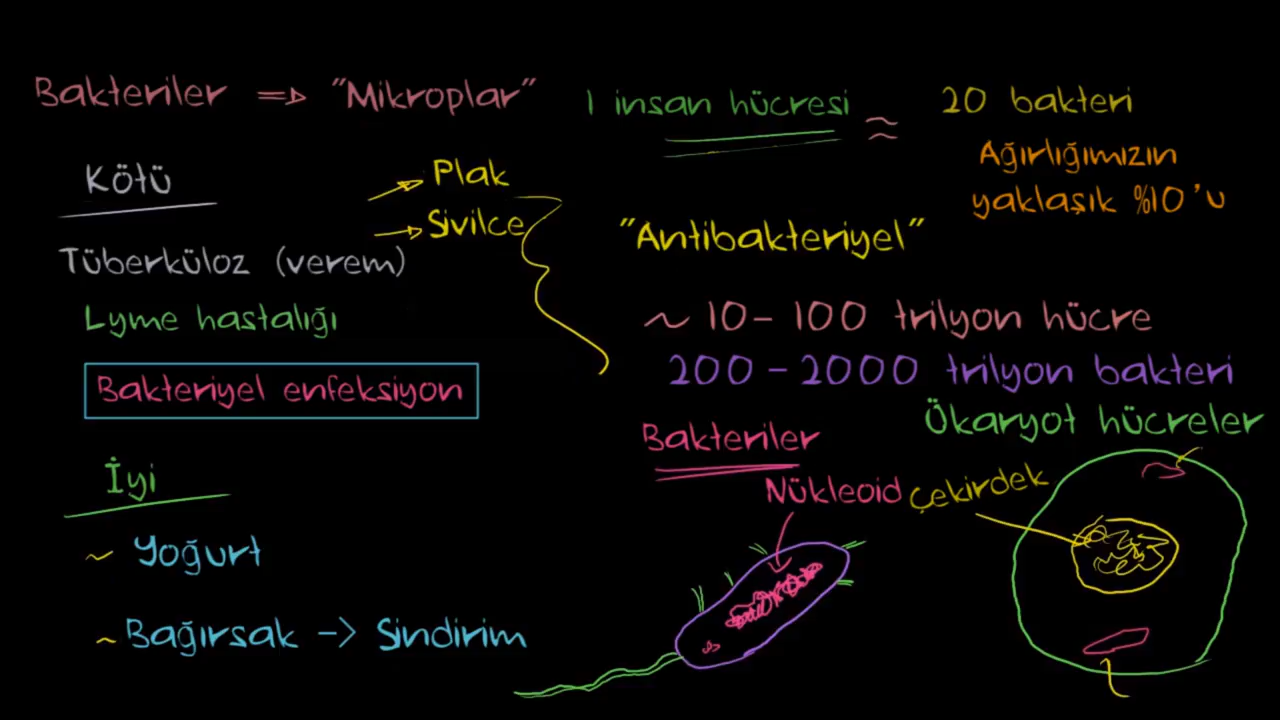 Bakteriler => "Mikroplar"
Kötü
Plak
Sivilce
Tüberküloz (verem)
Lyme hastalığı
Bakteriyel enfeksiyon
İyi
~ Yoğurt
~ Bağırsak -> Sindirim
1 insan hücresi ≈ 20 bakteri
Ağırlığımızın
yaklaşık %10'u
"Antibakteriyel"
~ 10 - 100 trilyon hücre
200 - 2000 trilyon bakteri
Bakteriler
Nükleoid
Ökaryot hücreler
Çekirdek